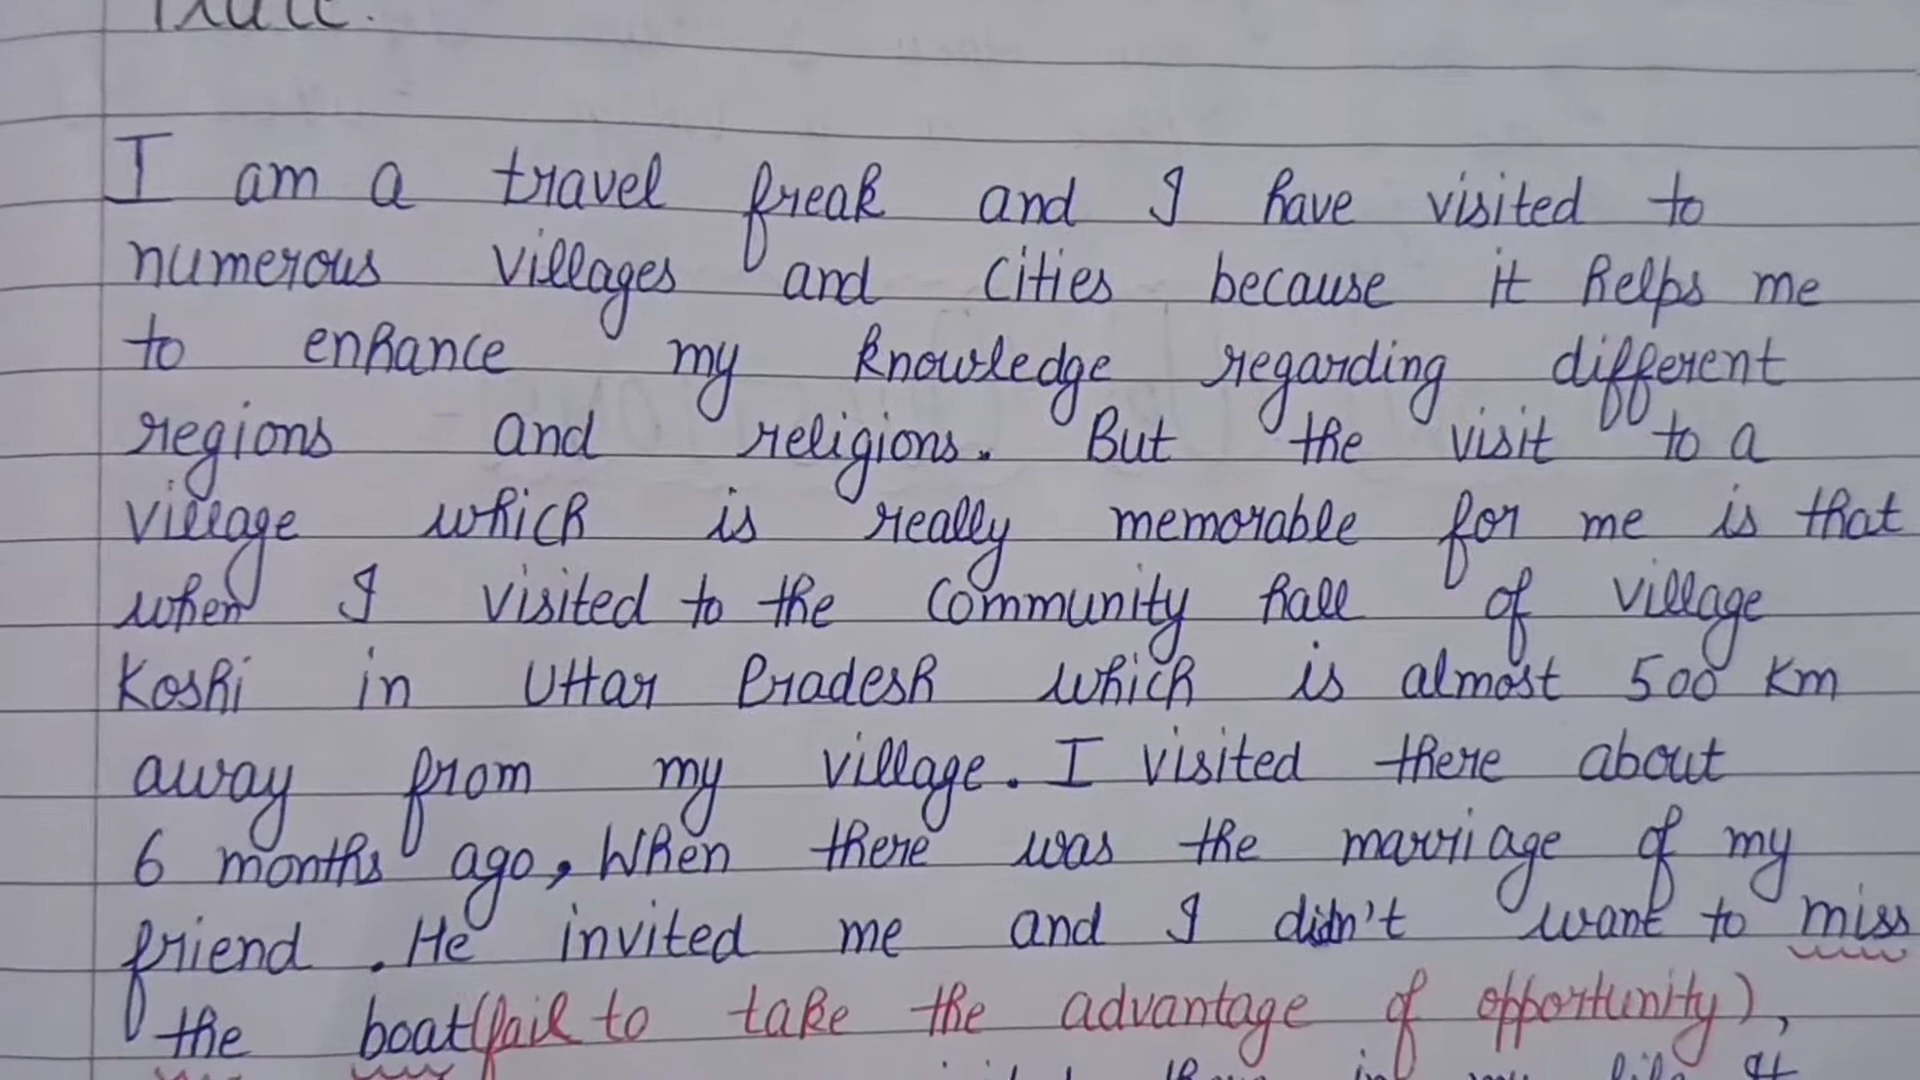 I am a travel freak and I have visited to
numerous villages and cities because it helps me
to enhance my knowledge regarding different
regions and religions. But the visit to a
village which is really memorable for me is that
when I visited to the community hall of village
Koshi in Uttar Pradesh which is almost 500 km
away from my village. I visited there about
6 months ago, When there was the marriage of my
friend. He invited me and I didn't want to miss
the boat (fail to take the advantage of opportunity),